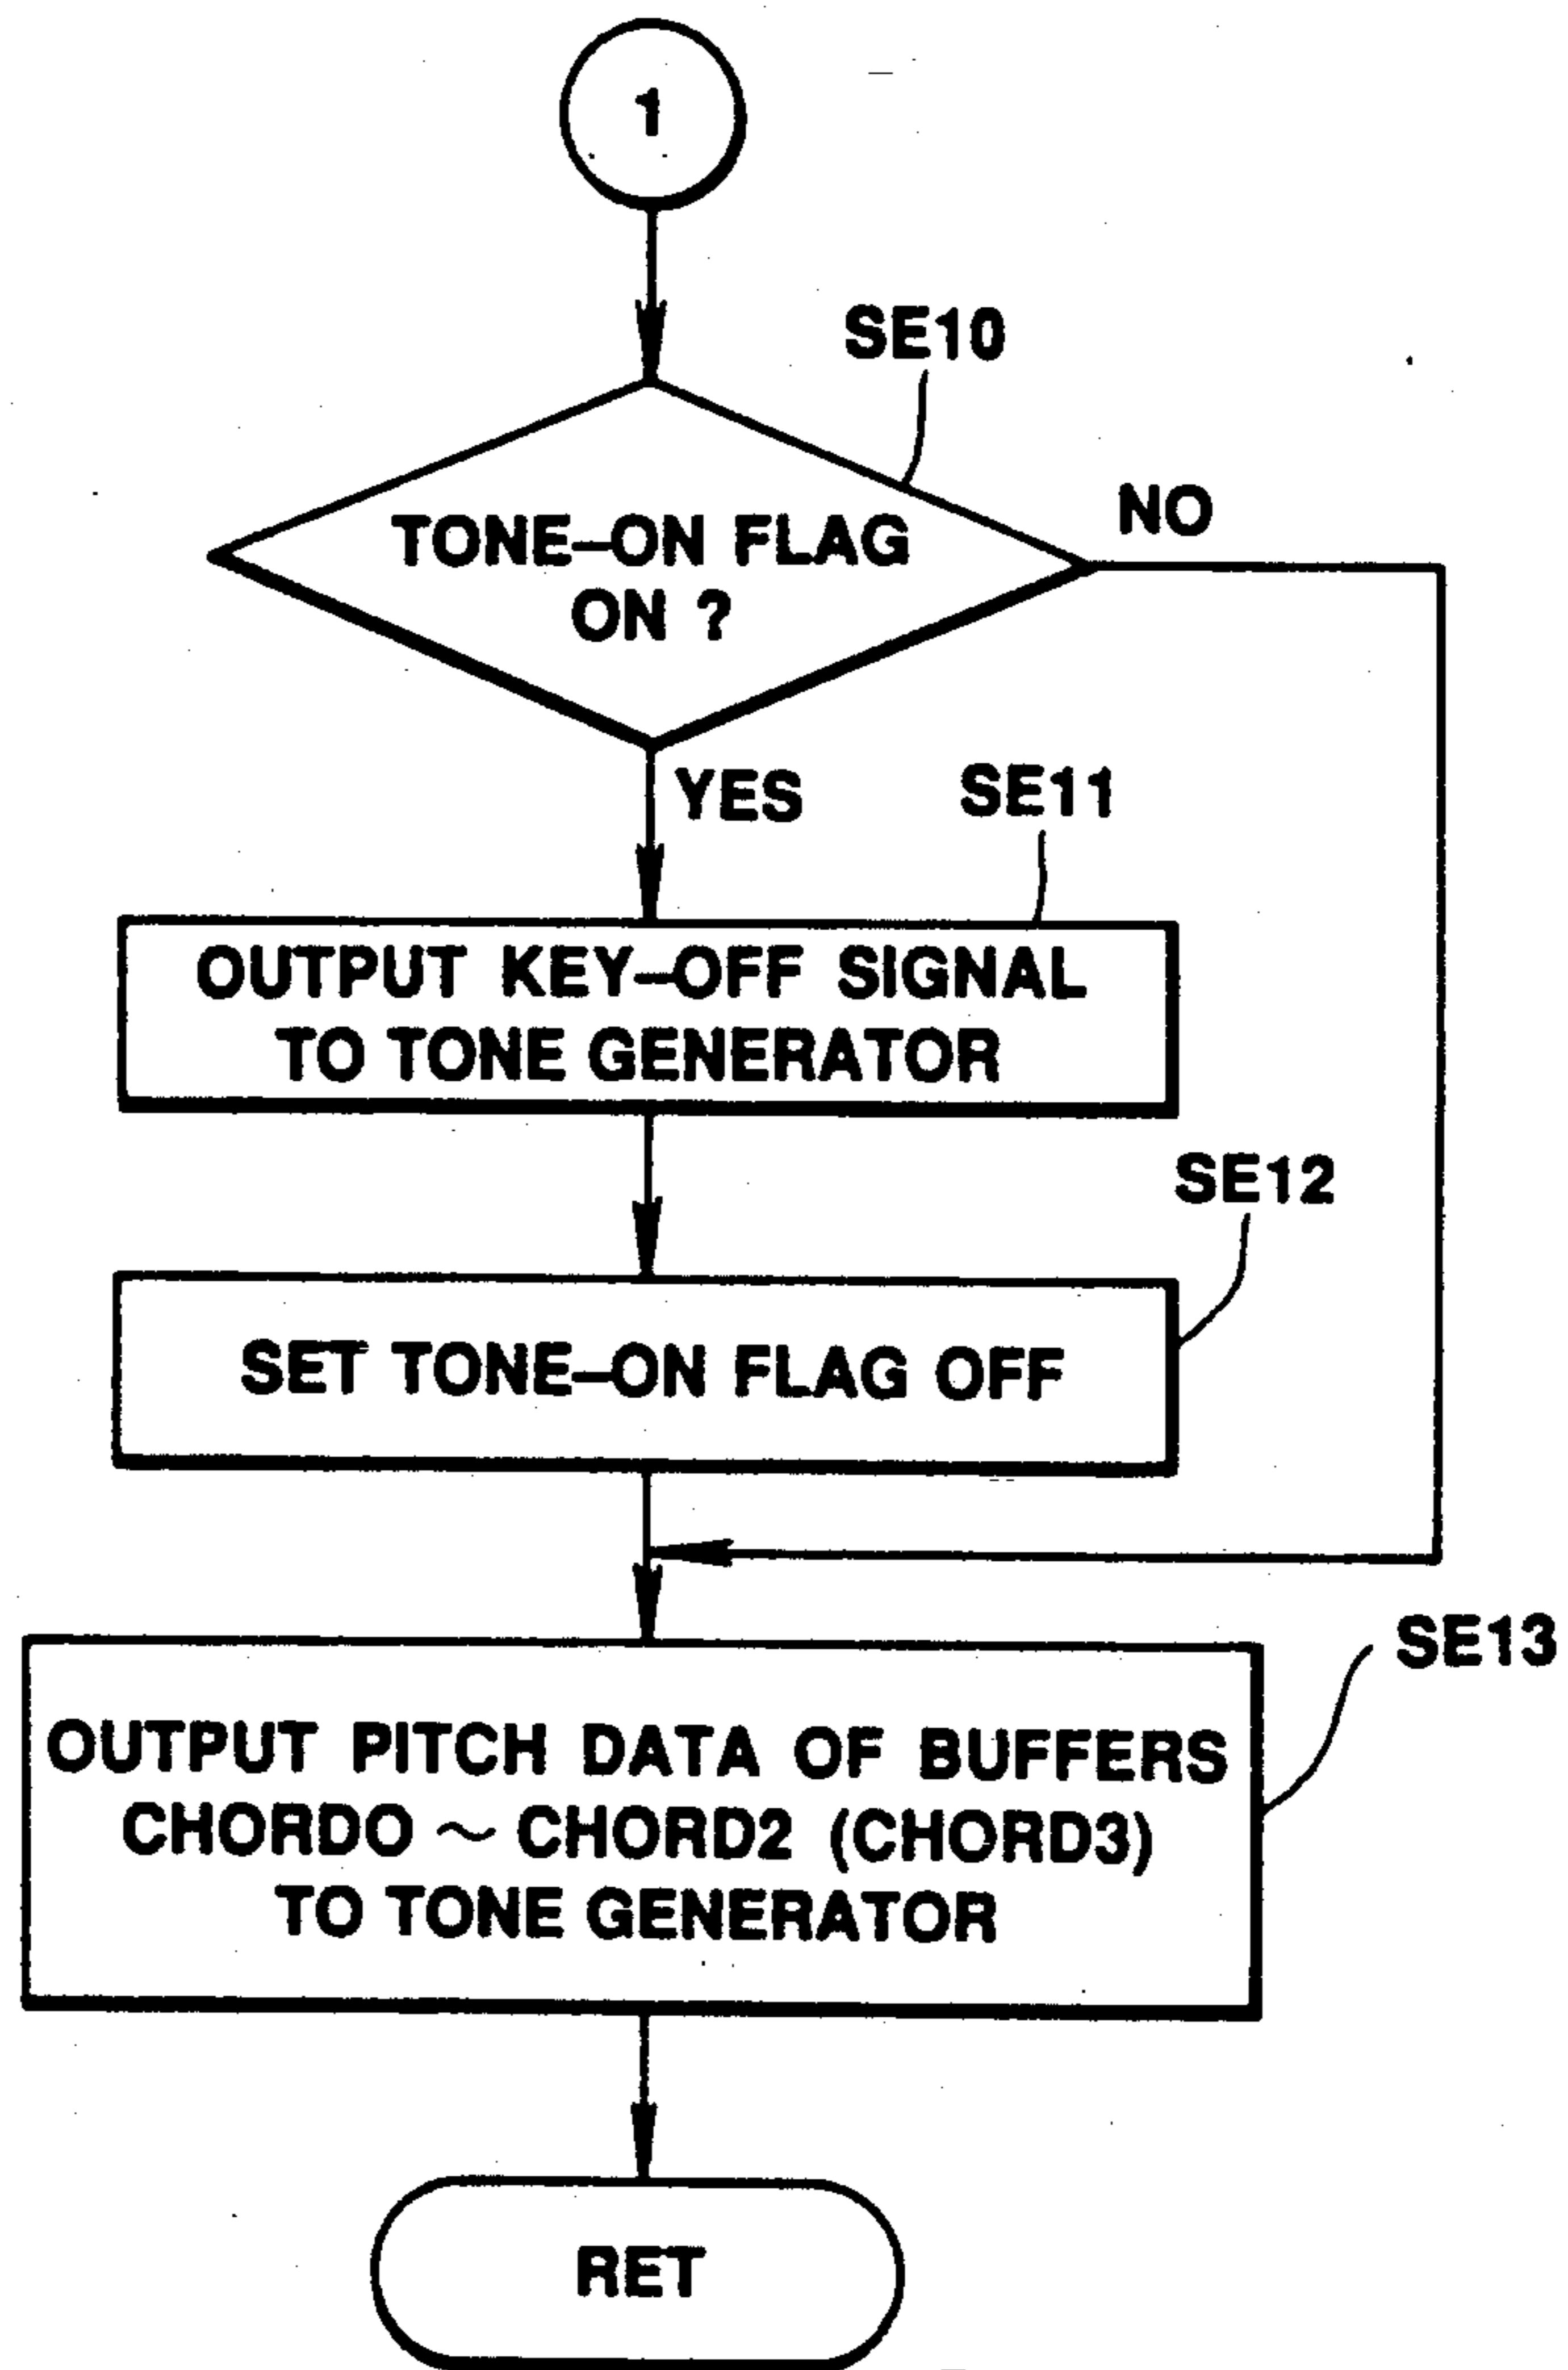 1
SE10
TONE-ON FLAG
ON ?
NO
YES
SE11
OUTPUT KEY-OFF SIGNAL
TO TONE GENERATOR
SE12
SET TONE-ON FLAG OFF
SE13
OUTPUT PITCH DATA OF BUFFERS
CHORDO ~ CHORD2 (CHORD3)
TO TONE GENERATOR
RET